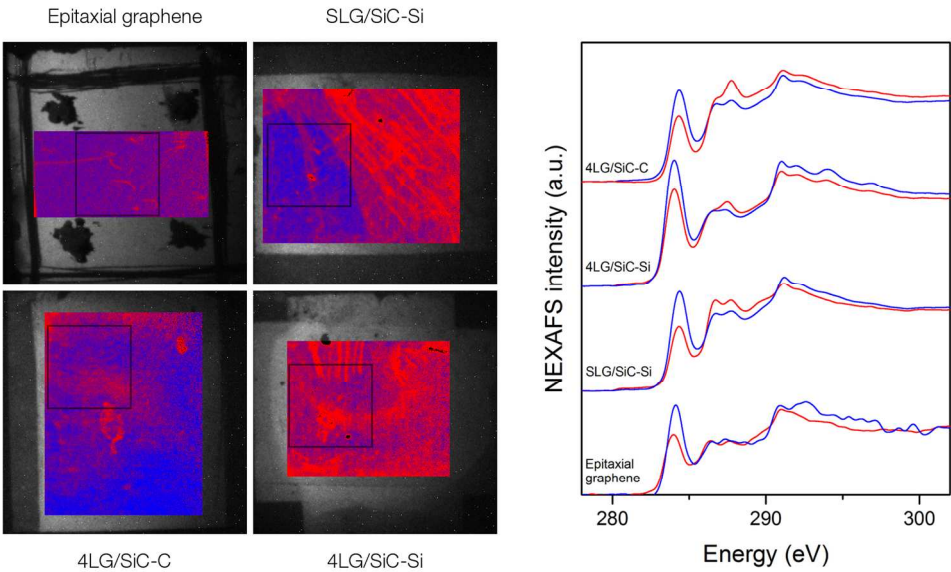 Epitaxial graphene
SLG/SiC-Si
4LG/SiC-C
4LG/SiC-Si
NEXAFS intensity (a.u.)
4LG/SiC-C
4LG/SiC-Si
SLG/SiC-Si
Epitaxial
graphene
280
290
300
Energy (eV)